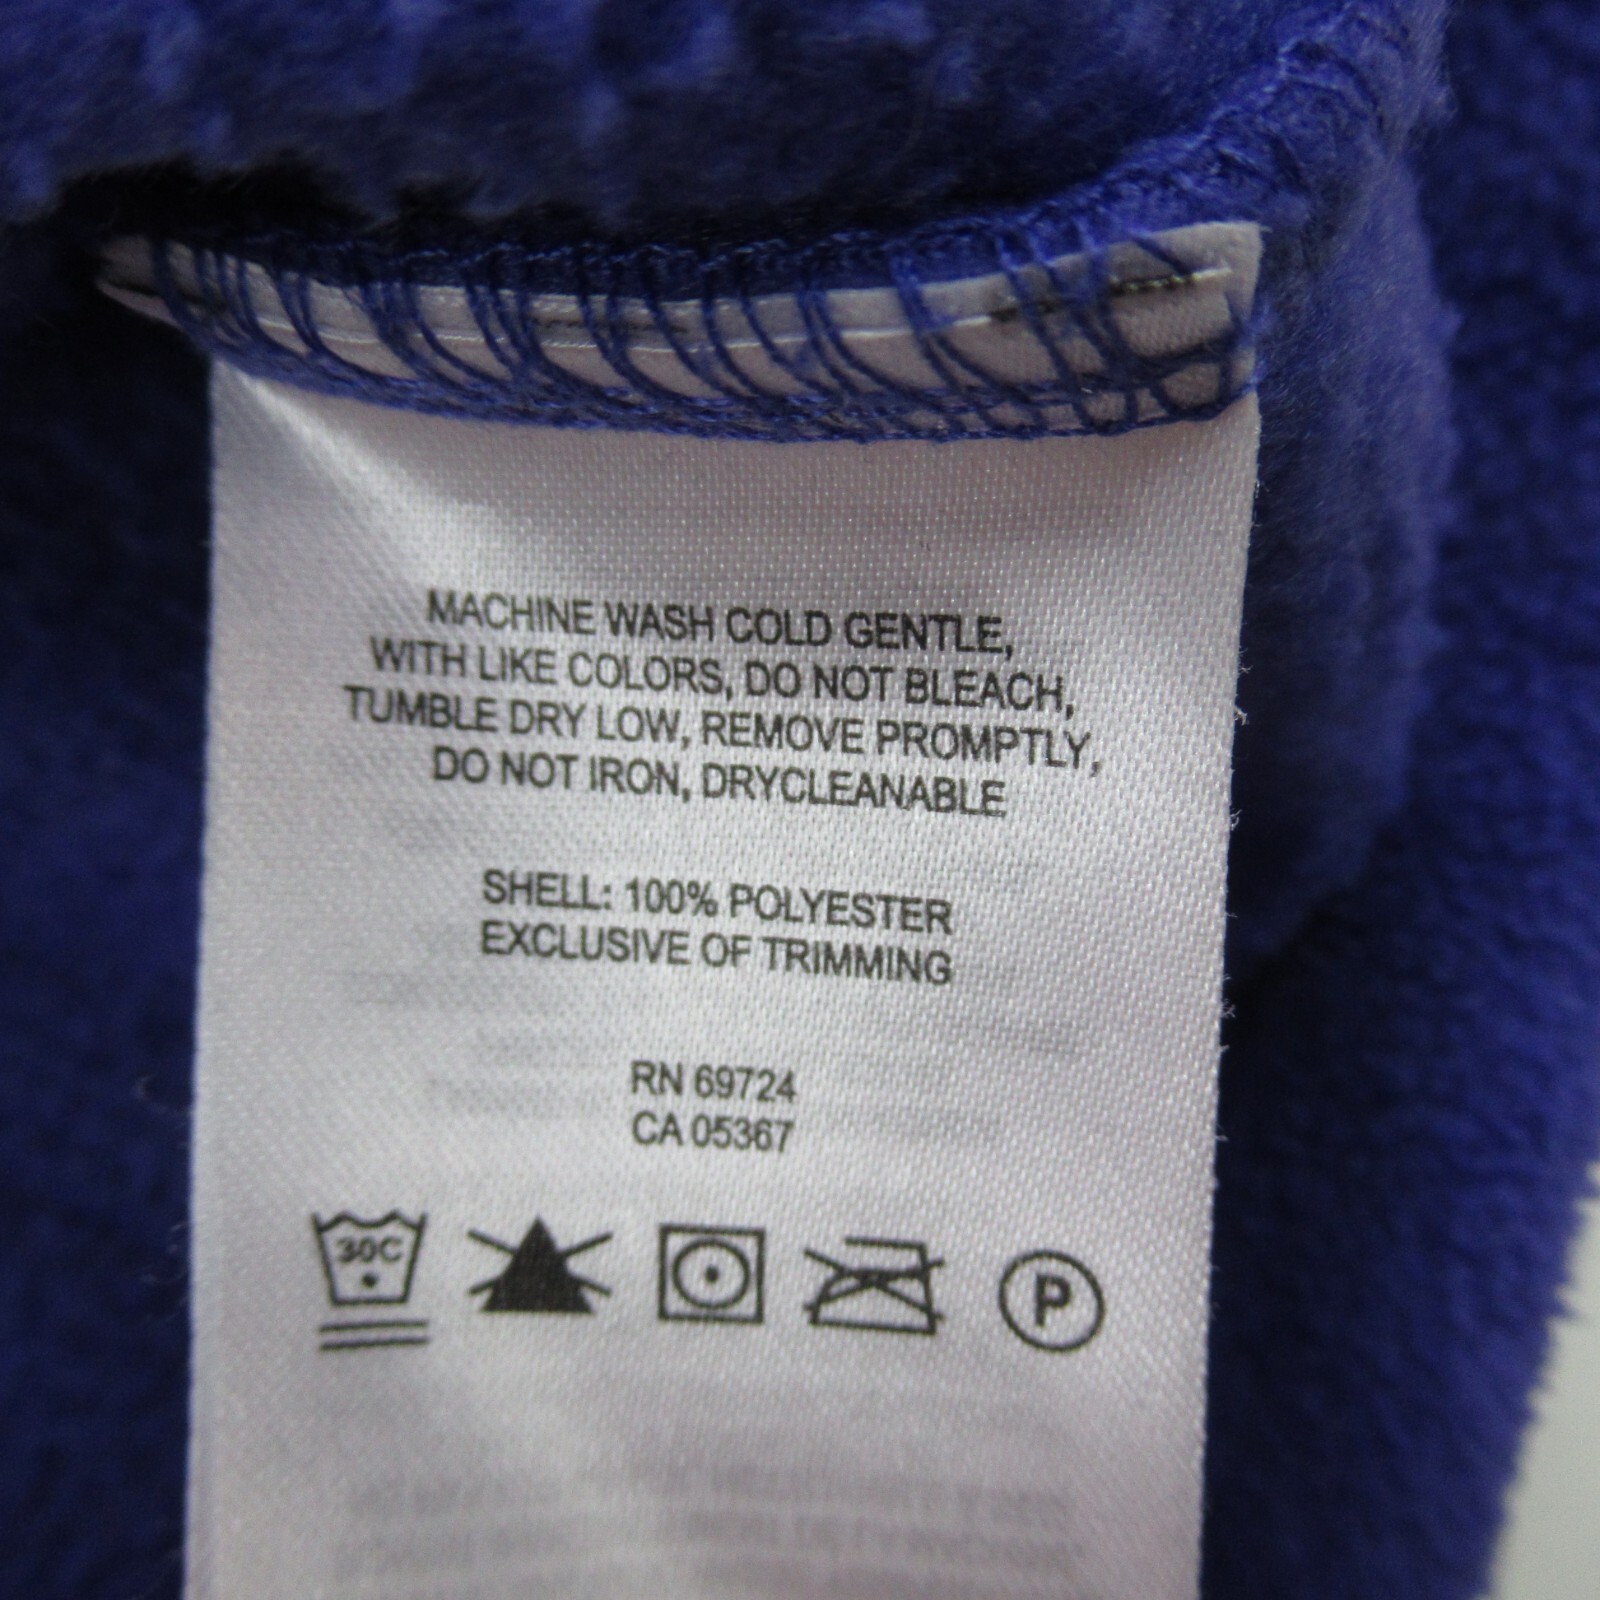 MACHINE WASH COLD GENTLE,
WITH LIKE COLORS, DO NOT BLEACH,
TUMBLE DRY LOW, REMOVE PROMPTLY,
DO NOT IRON, DRYCLEANABLE
SHELL: 100% POLYESTER
EXCLUSIVE OF TRIMMING
RN 69724
CA 05367
30C P